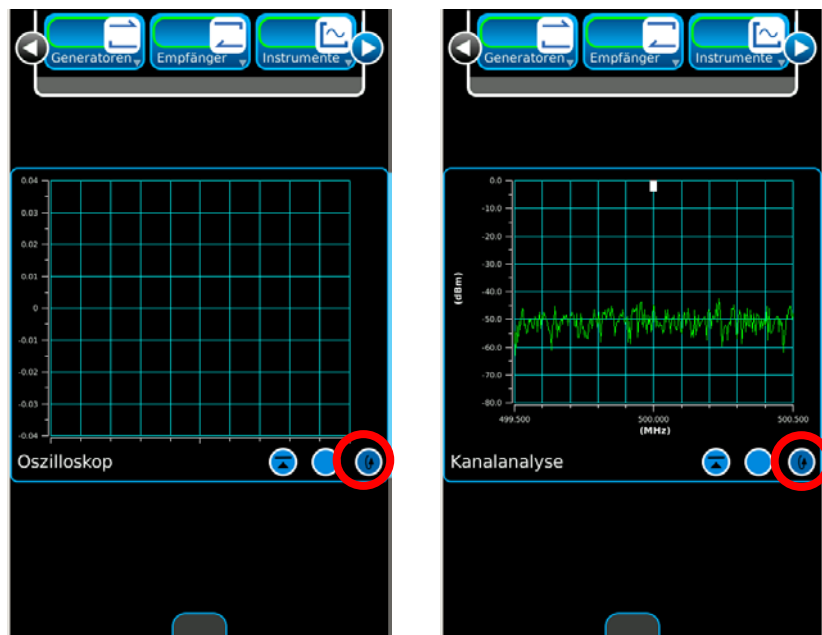 Generatoren Empfänger Instrumente
0.04
0.03
0.02
0.01
0
-0.01
-0.02
-0.03
-0.04
Oszilloskop
Generatoren Empfänger Instrumente
0.0
-10.0
-20.0
-30.0
-40.0
-50.0
-60.0
-70.0
-80.0
(dBm)
499.500 500.000 500.500
(MHz)
Kanalanalyse